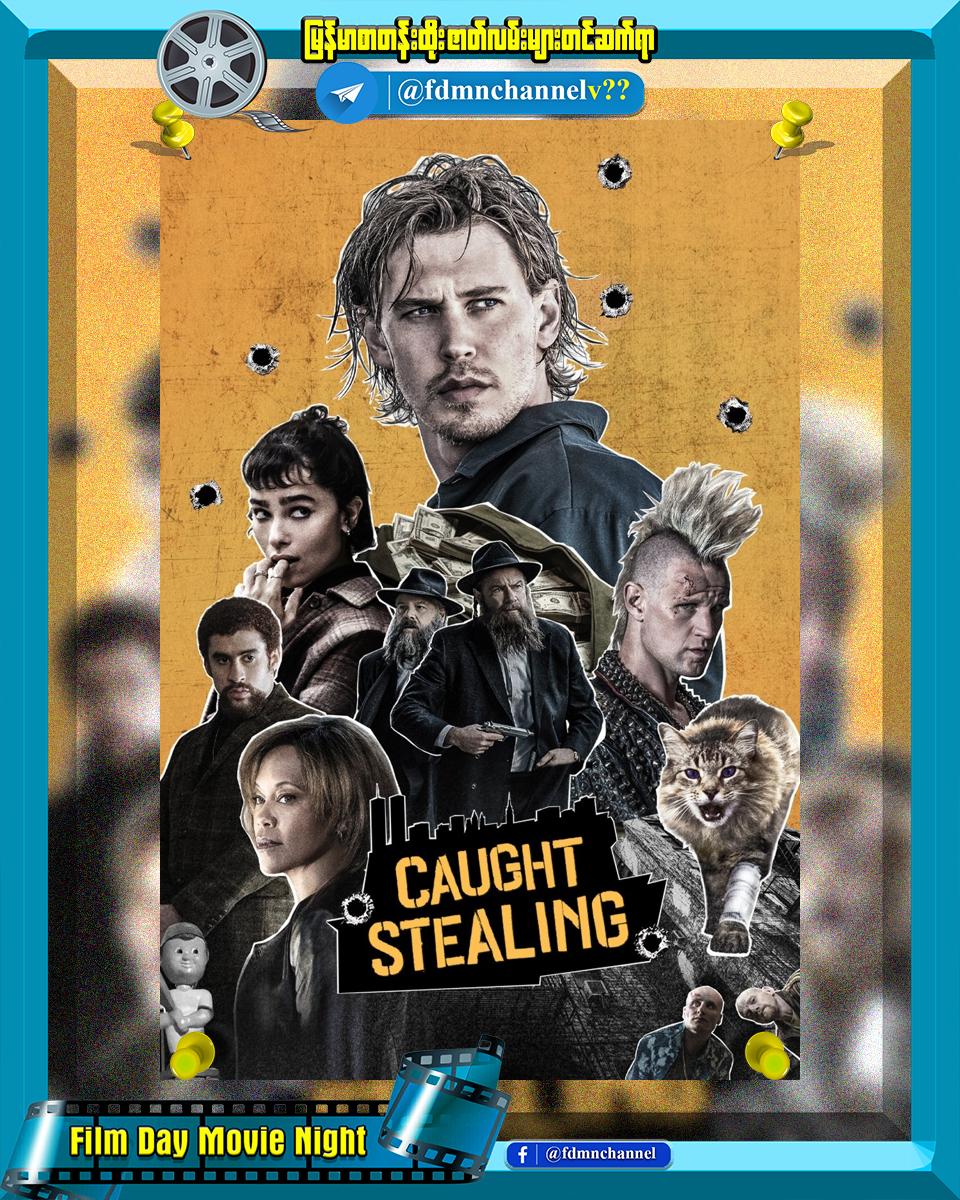 မြန်မာစာတန်းထိုးဇာတ်လမ်းများတင်ဆက်ရာ
@fdmnchannelv??
CAUGHT
STEALING
Film Day Movie Night
@fdmnchannel